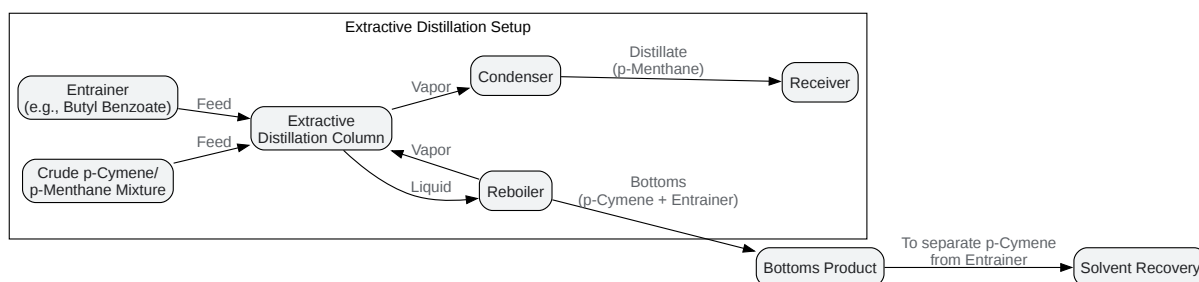 Extractive Distillation Setup
Entrainer
(e.g., Butyl Benzoate)
Feed
Crude p-Cymene/
p-Menthane Mixture
Feed
Extractive
Distillation Column
Vapor
Condenser
Distillate
(p-Menthane)
Receiver
Vapor
Liquid
Reboiler
Bottoms
(p-Cymene + Entrainer)
Bottoms Product
To separate p-Cymene
from Entrainer
Solvent Recovery